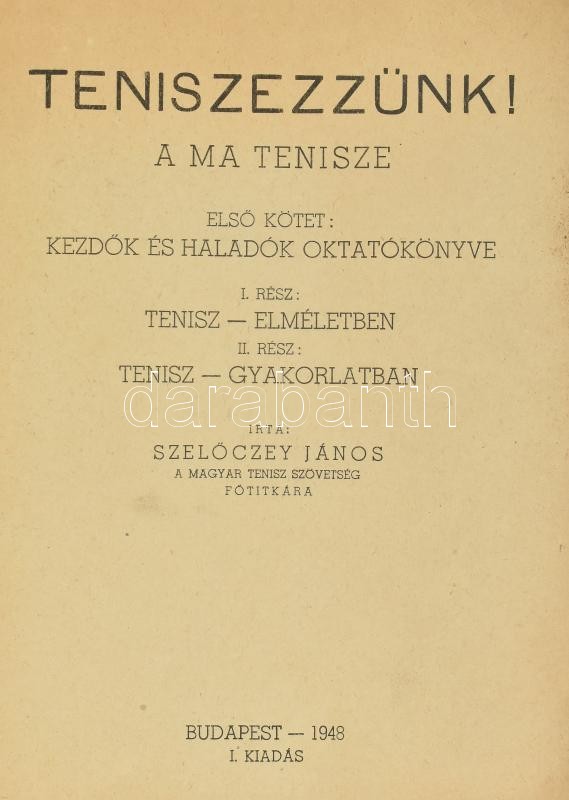 TENISZEZZÜNK!
A MA TENISZE
ELSŐ KÖTET:
KEZDŐK ÉS HALADÓK OKTATÓKÖNYVE
I. RÉSZ:
TENISZ — ELMÉLETBEN
II. RÉSZ:
TENISZ — GYAKORLATBAN
darabanth
IRTA:
SZELŐCZEY JÁNOS
A MAGYAR TENISZ SZÖVETSÉG
FŐTITKÁRA
BUDAPEST — 1948
I. KIADÁS